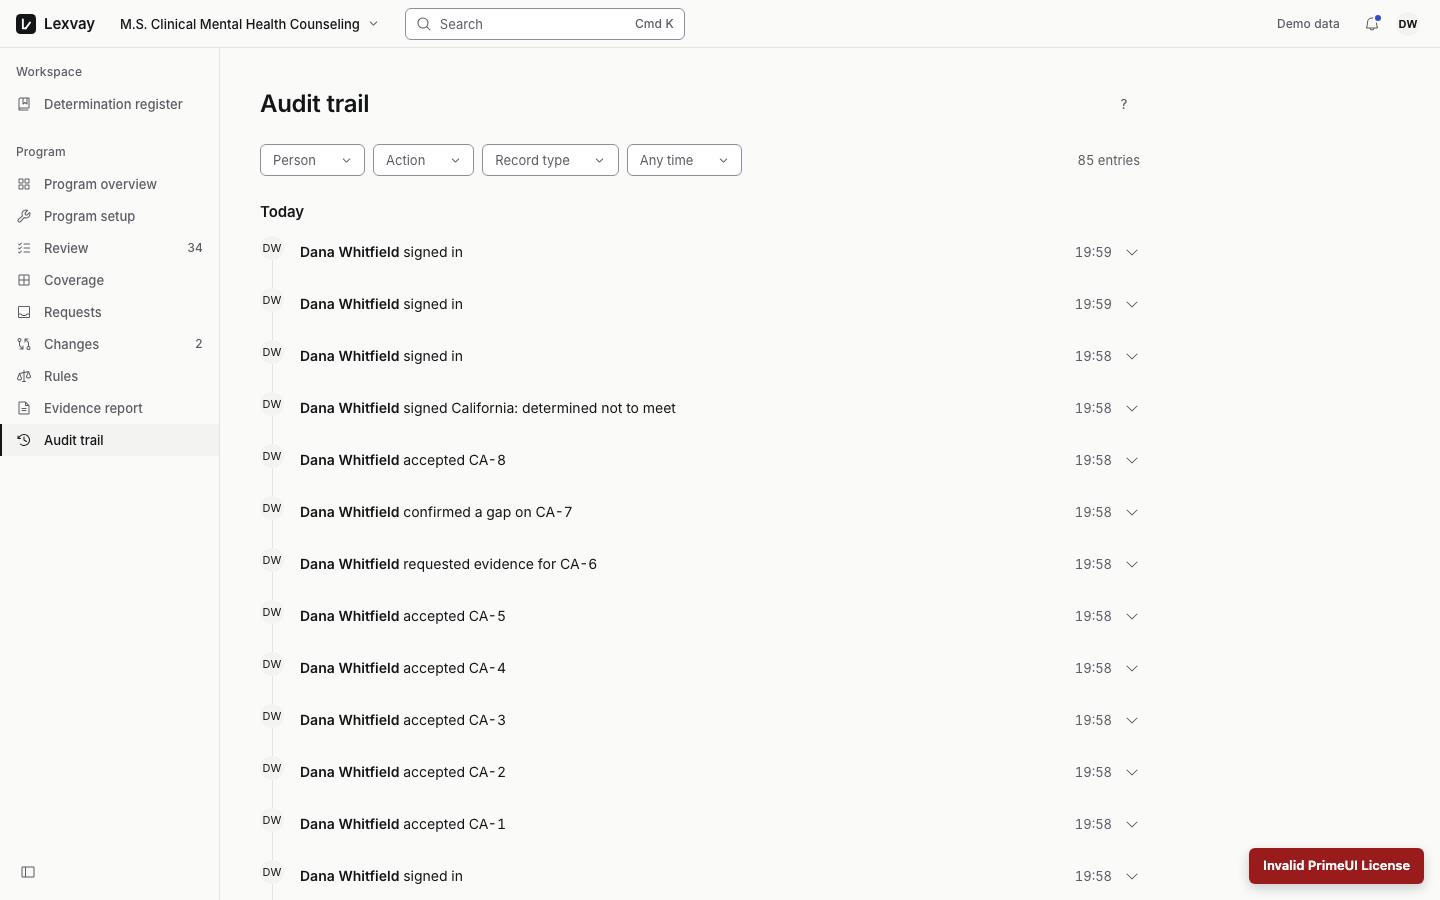 Lexvay
M.S. Clinical Mental Health Counseling
Search
Cmd K
Demo data
DW
Workspace
Determination register
Program
Program overview
Program setup
Review 34
Coverage
Requests
Changes 2
Rules
Evidence report
Audit trail
Audit trail
?
Person
Action
Record type
Any time
85 entries
Today
DW Dana Whitfield signed in 19:59
DW Dana Whitfield signed in 19:59
DW Dana Whitfield signed in 19:58
DW Dana Whitfield signed California: determined not to meet 19:58
DW Dana Whitfield accepted CA-8 19:58
DW Dana Whitfield confirmed a gap on CA-7 19:58
DW Dana Whitfield requested evidence for CA-6 19:58
DW Dana Whitfield accepted CA-5 19:58
DW Dana Whitfield accepted CA-4 19:58
DW Dana Whitfield accepted CA-3 19:58
DW Dana Whitfield accepted CA-2 19:58
DW Dana Whitfield accepted CA-1 19:58
DW Dana Whitfield signed in 19:58
Invalid PrimeUI License